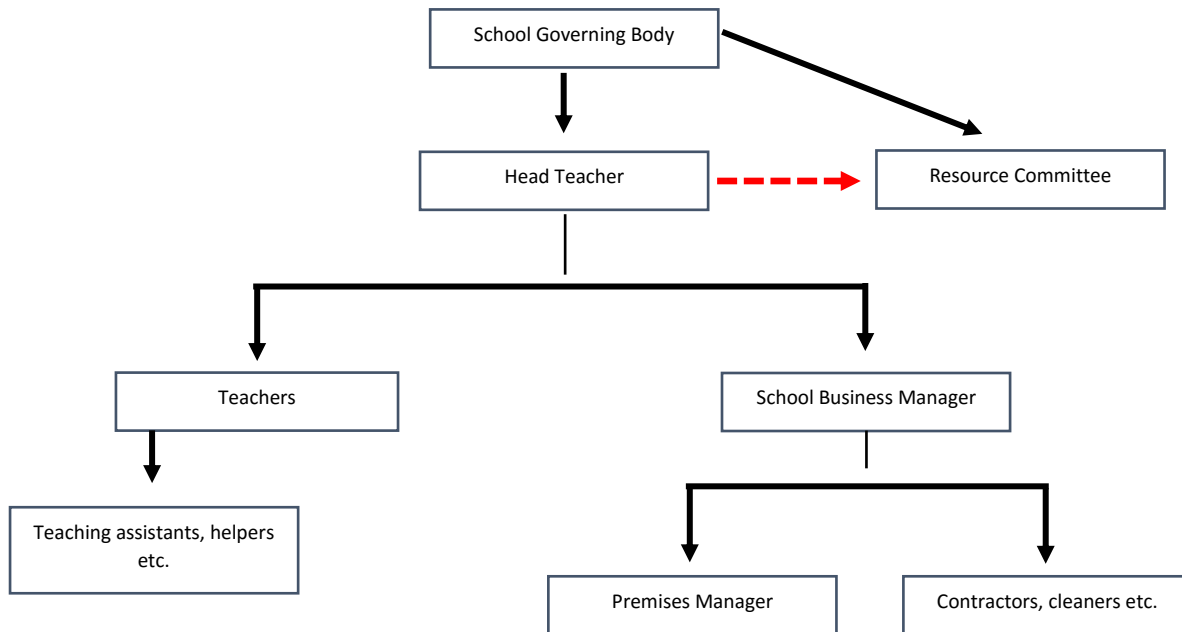 School Governing Body
Head Teacher
Resource Committee
Teachers
School Business Manager
Teaching assistants, helpers
etc.
Premises Manager
Contractors, cleaners etc.